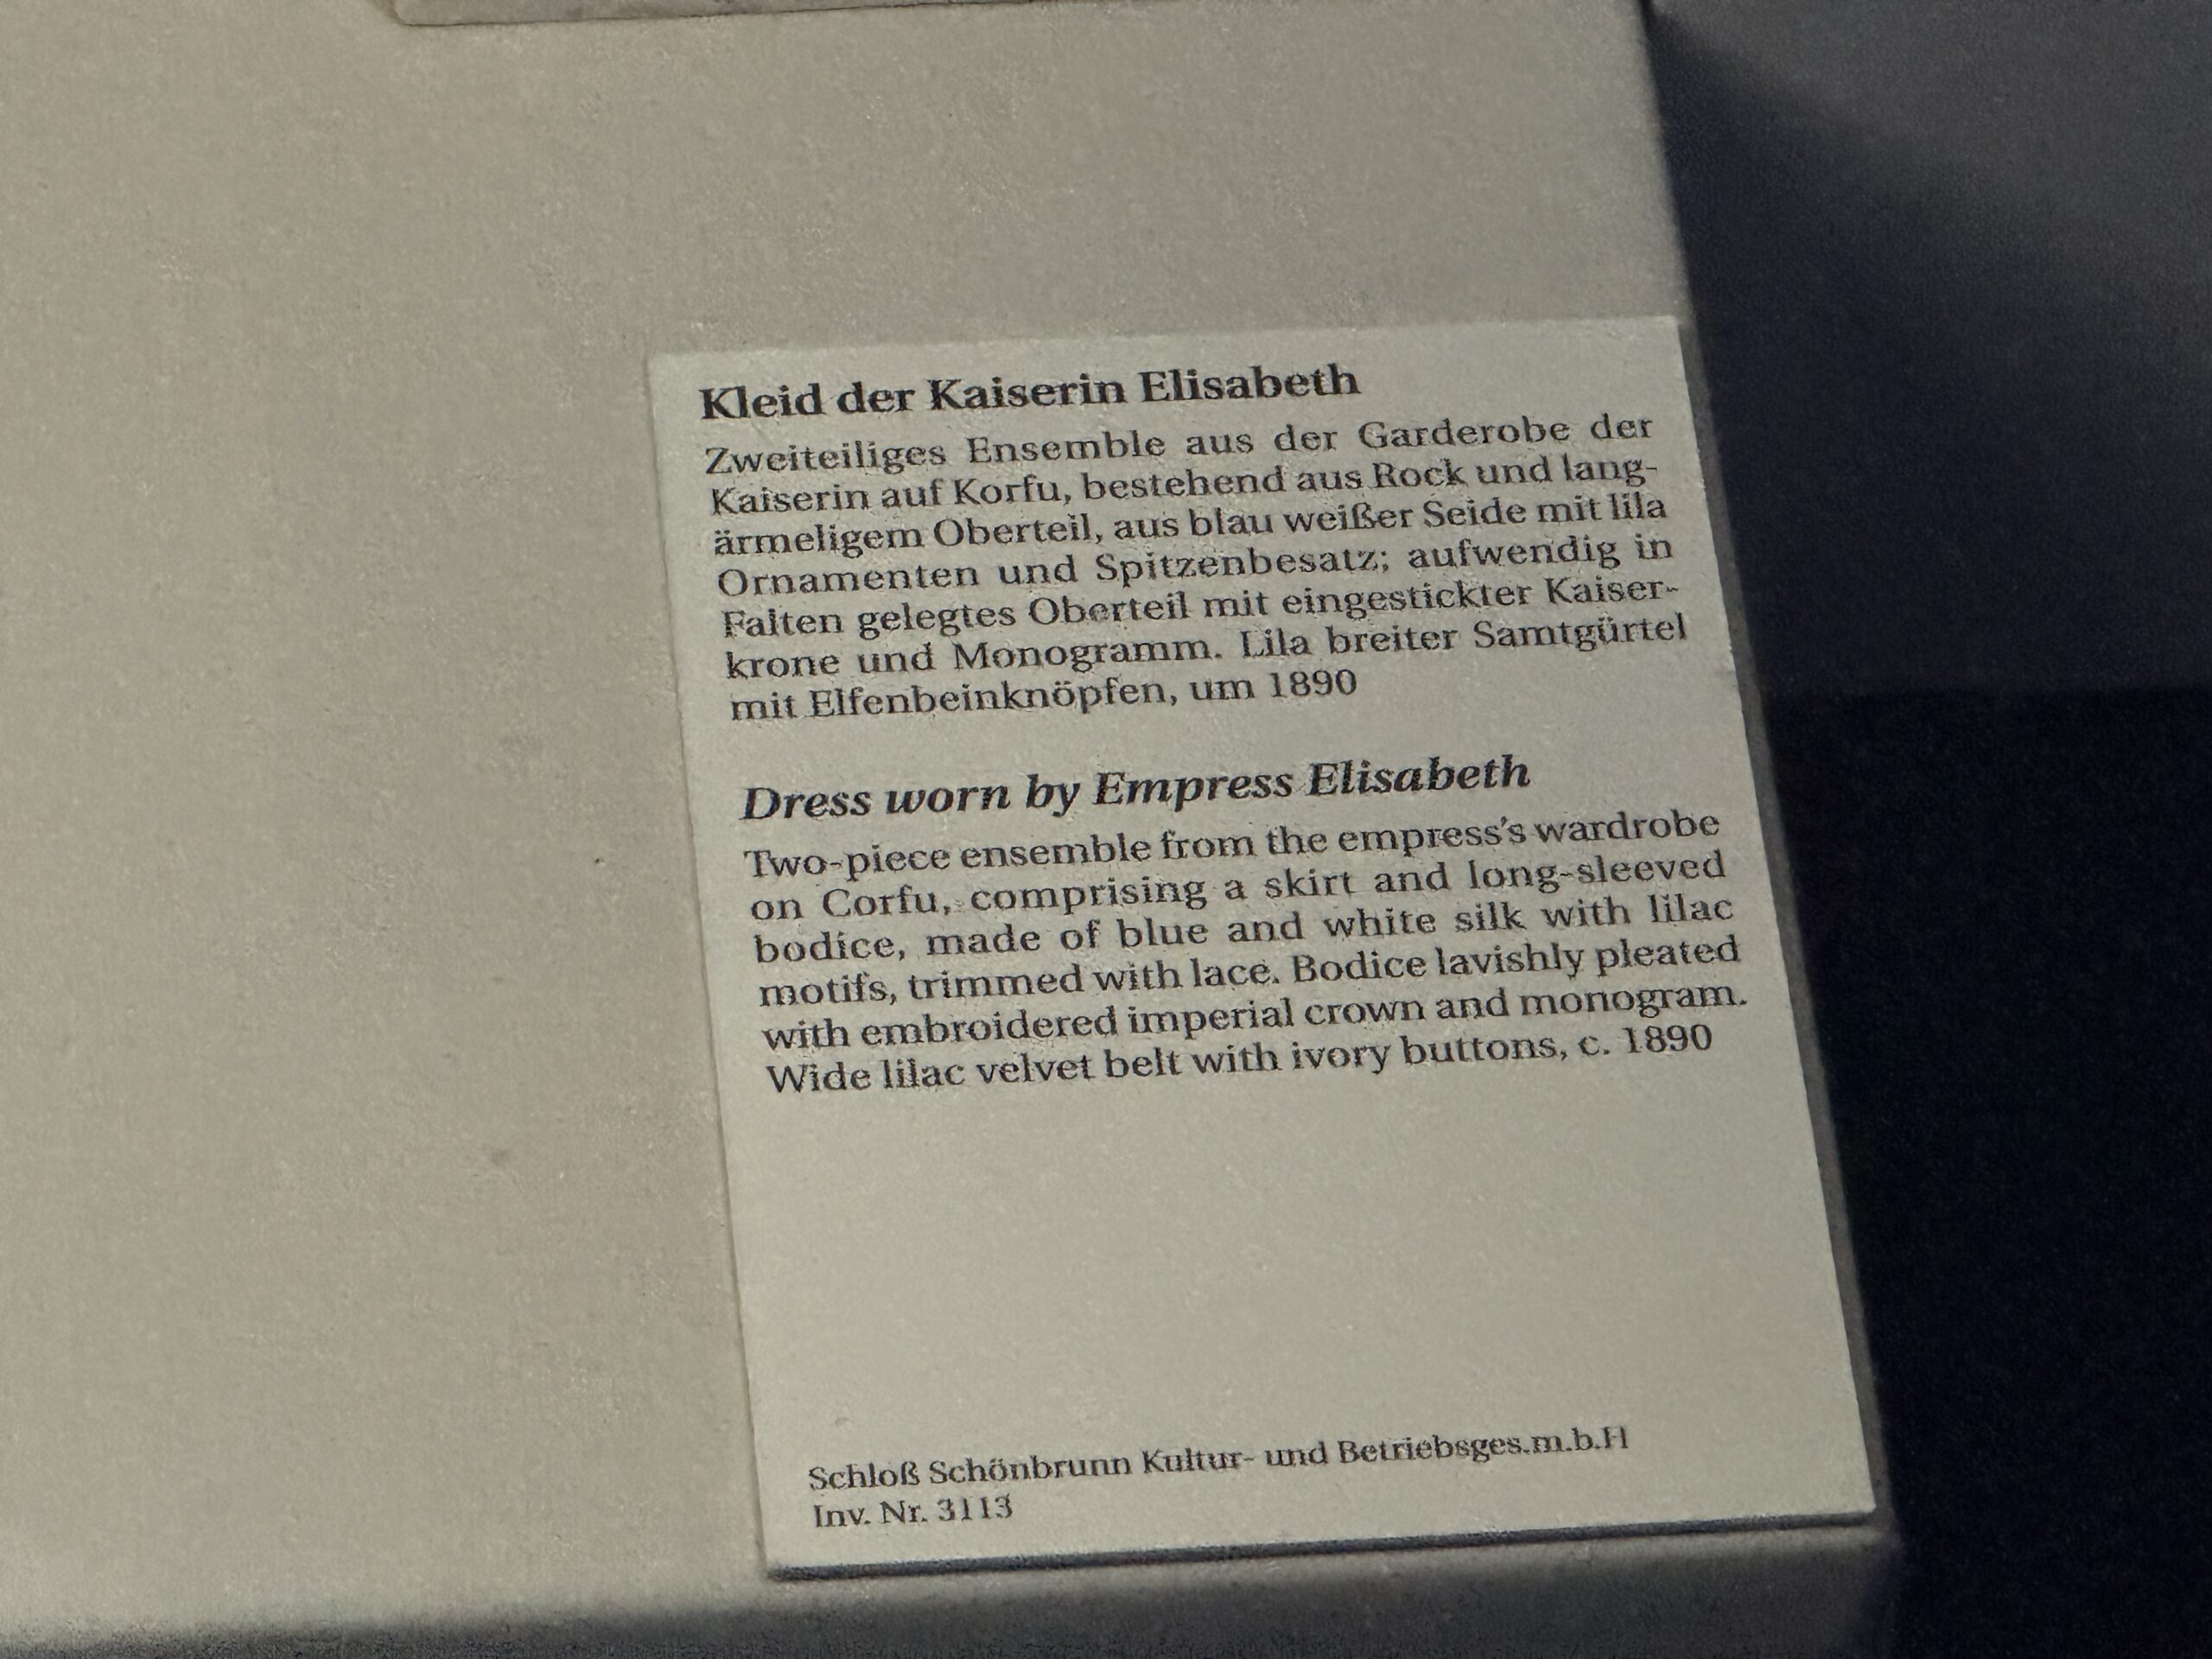 Kleid der Kaiserin Elisabeth
Zweiteiliges Ensemble aus der Garderobe der
Kaiserin auf Korfu, bestehend aus Rock und lang-
ärmeligem Oberteil, aus blau weißer Seide mit lila
Ornamenten und Spitzenbesatz; aufwendig in
Falten gelegtes Oberteil mit eingestickter Kaiser-
krone und Monogramm. Lila breiter Samtgürtel
mit Elfenbeinknöpfen, um 1890
Dress worn by Empress Elisabeth
Two-piece ensemble from the empress's wardrobe
on Corfu, comprising a skirt and long-sleeved
bodice, made of blue and white silk with lilac
motifs, trimmed with lace. Bodice lavishly pleated
with embroidered imperial crown and monogram.
Wide lilac velvet belt with ivory buttons, c. 1890
Schloß Schönbrunn Kultur- und Betriebsges.m.b.H
Inv. Nr. 3113